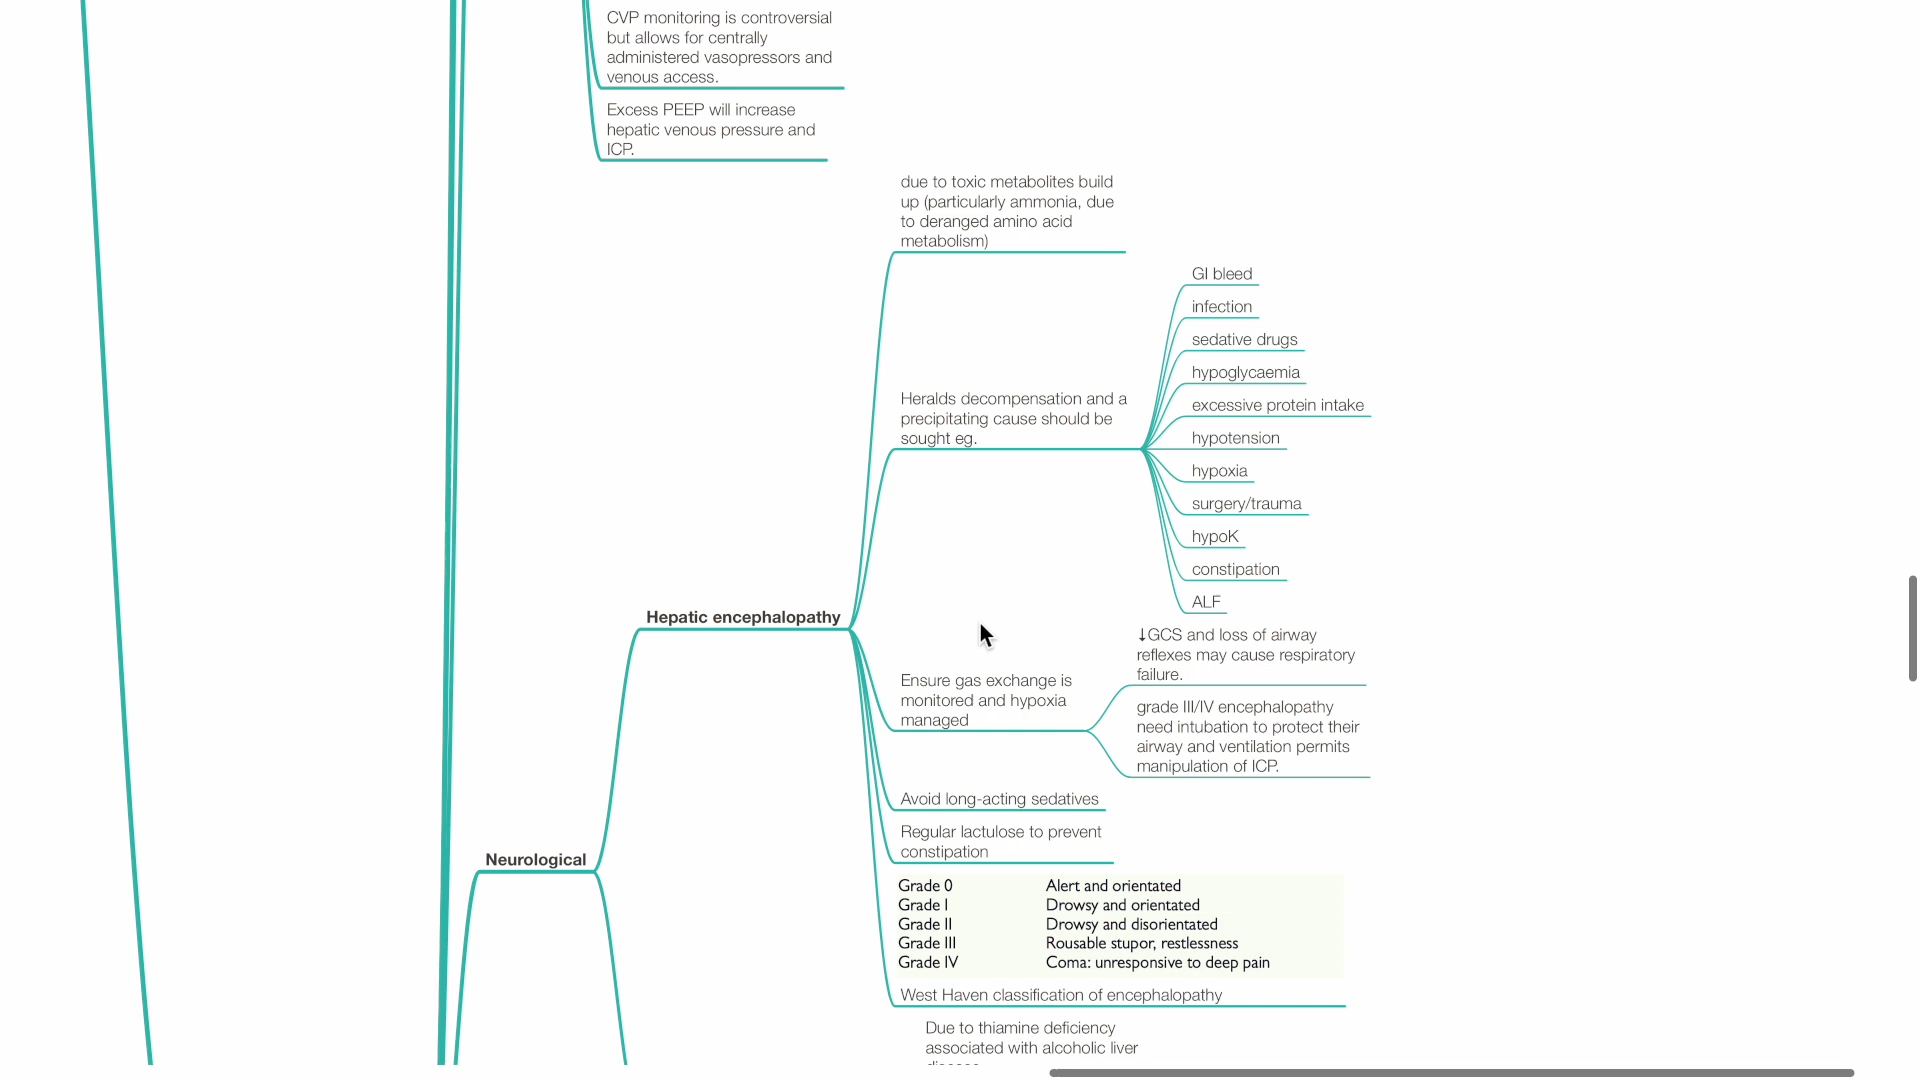 CVP monitoring is controversial
but allows for centrally
administered vasopressors and
venous access.
Excess PEEP will increase
hepatic venous pressure and
ICP.
due to toxic metabolites build
up (particularly ammonia, due
to deranged amino acid
metabolism)
GI bleed
infection
sedative drugs
hypoglycaemia
excessive protein intake
Heralds decompensation and a
precipitating cause should be
sought eg.
hypotension
hypoxia
surgery/trauma
hypoK
constipation
ALF
Hepatic encephalopathy
↓GCS and loss of airway
reflexes may cause respiratory
failure.
Ensure gas exchange is
monitored and hypoxia
managed
grade III/IV encephalopathy
need intubation to protect their
airway and ventilation permits
manipulation of ICP.
Avoid long-acting sedatives
Regular lactulose to prevent
constipation
Neurological
Grade 0 Alert and orientated
Grade I Drowsy and orientated
Grade II Drowsy and disorientated
Grade III Rousable stupor, restlessness
Grade IV Coma: unresponsive to deep pain
West Haven classification of encephalopathy
Due to thiamine deficiency
associated with alcoholic liver